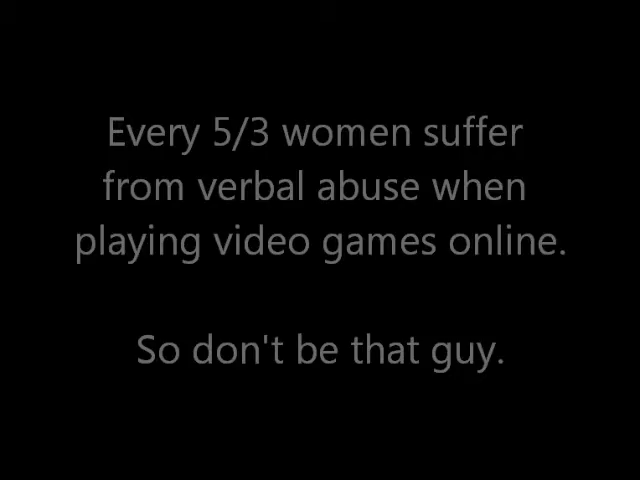 Every 5/3 women suffer
from verbal abuse when
playing video games online.
So don't be that guy.